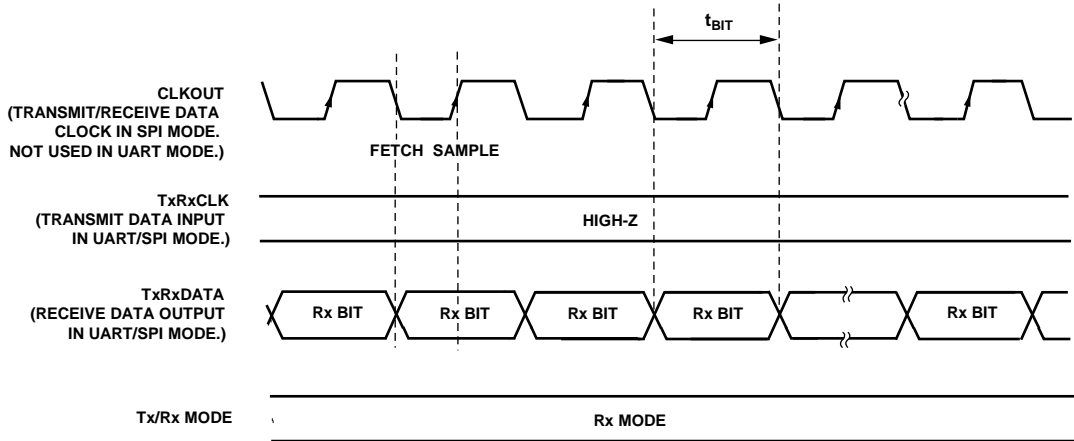 tBIT
CLKOUT
(TRANSMIT/RECEIVE DATA
CLOCK IN SPI MODE.
NOT USED IN UART MODE.)
FETCH SAMPLE
TxRxCLK
(TRANSMIT DATA INPUT
IN UART/SPI MODE.)
HIGH-Z
TxRxDATA
(RECEIVE DATA OUTPUT
IN UART/SPI MODE.)
Rx BIT Rx BIT Rx BIT Rx BIT Rx BIT
Tx/Rx MODE
Rx MODE